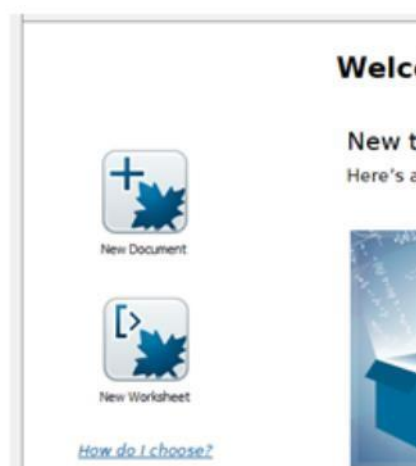 Welc
New t
Here's a
New Document
New Worksheet
How do I choose?